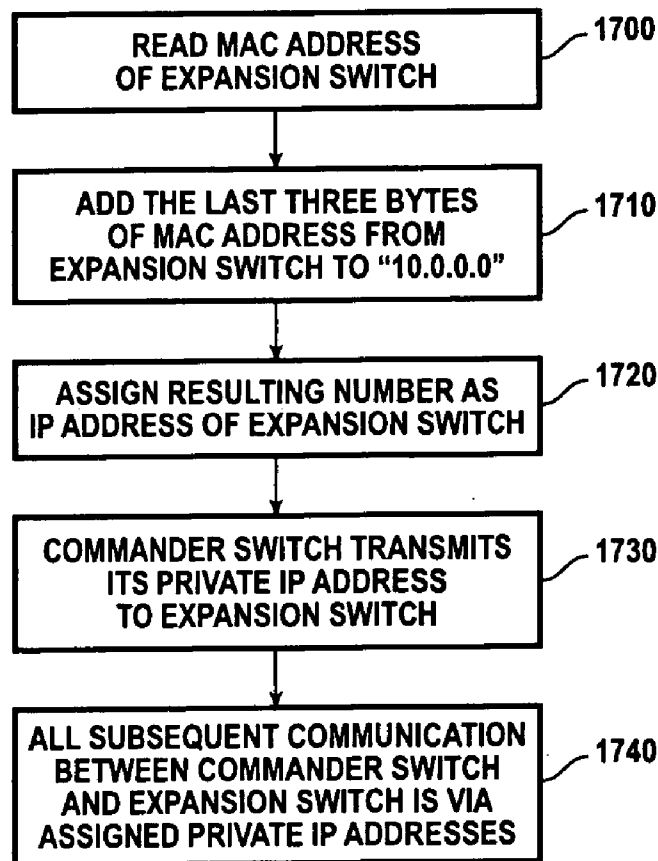 READ MAC ADDRESS
OF EXPANSION SWITCH
1700
ADD THE LAST THREE BYTES
OF MAC ADDRESS FROM
EXPANSION SWITCH TO “10.0.0.0”
1710
ASSIGN RESULTING NUMBER AS
IP ADDRESS OF EXPANSION SWITCH
1720
COMMANDER SWITCH TRANSMITS
ITS PRIVATE IP ADDRESS
TO EXPANSION SWITCH
1730
ALL SUBSEQUENT COMMUNICATION
BETWEEN COMMANDER SWITCH
AND EXPANSION SWITCH IS VIA
ASSIGNED PRIVATE IP ADDRESSES
1740